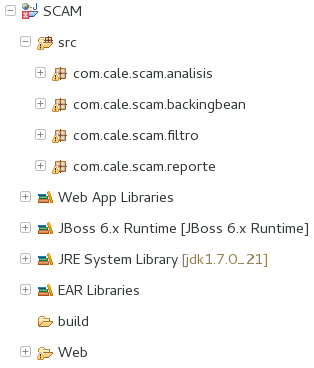 SCAM
src
com.cale.scam.analisis
com.cale.scam.backingbean
com.cale.scam.filtro
com.cale.scam.reporte
Web App Libraries
JBoss 6.x Runtime [JBoss 6.x Runtime]
JRE System Library [jdk1.7.0_21]
EAR Libraries
build
Web